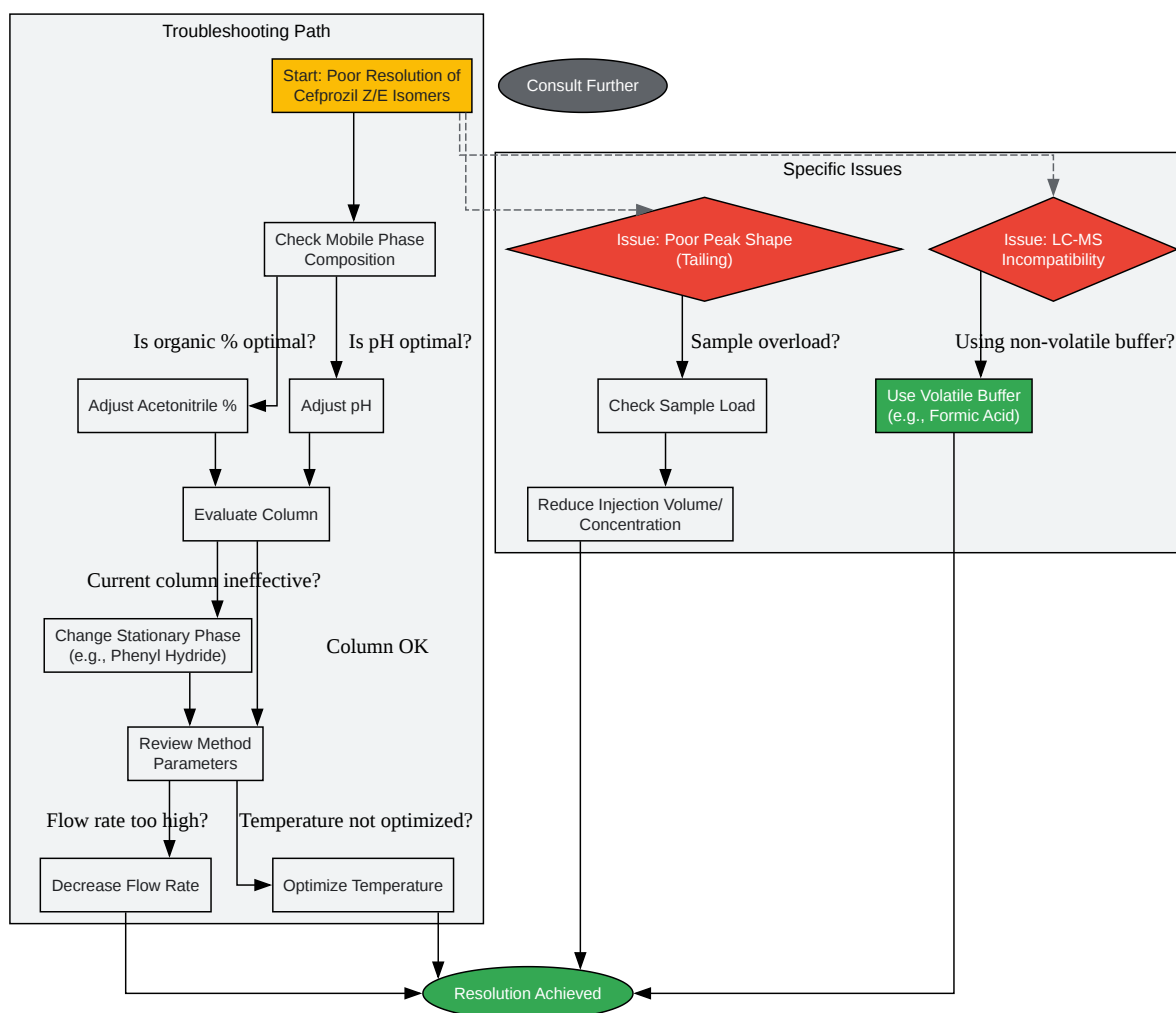 Troubleshooting Path
Start: Poor Resolution of
Cefprozil Z/E Isomers
Consult Further
Specific Issues
Check Mobile Phase
Composition
Issue: Poor Peak Shape
(Tailing)
Issue: LC-MS
Incompatibility
Is organic % optimal?
Is pH optimal?
Sample overload?
Using non-volatile buffer?
Adjust Acetonitrile %
Adjust pH
Check Sample Load
Use Volatile Buffer
(e.g., Formic Acid)
Evaluate Column
Reduce Injection Volume/
Concentration
Current column ineffective?
Change Stationary Phase
(e.g., Phenyl Hydride)
Column OK
Review Method
Parameters
Flow rate too high?
Temperature not optimized?
Decrease Flow Rate
Optimize Temperature
Resolution Achieved